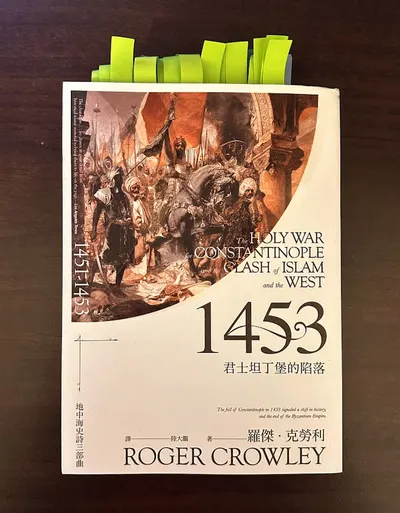 The HOLY WAR
for CONSTANTINOPLE
CLASH of ISLAM
and the WEST
1453
君士坦丁堡的陷落
1451-1453
地中海史詩三部曲
The fall of Constantinople in 1453 signaled a shift in history,
and the end of the Byzantium Empire.
譯 陸大鵬 著 羅傑・克勞利
ROGER CROWLEY